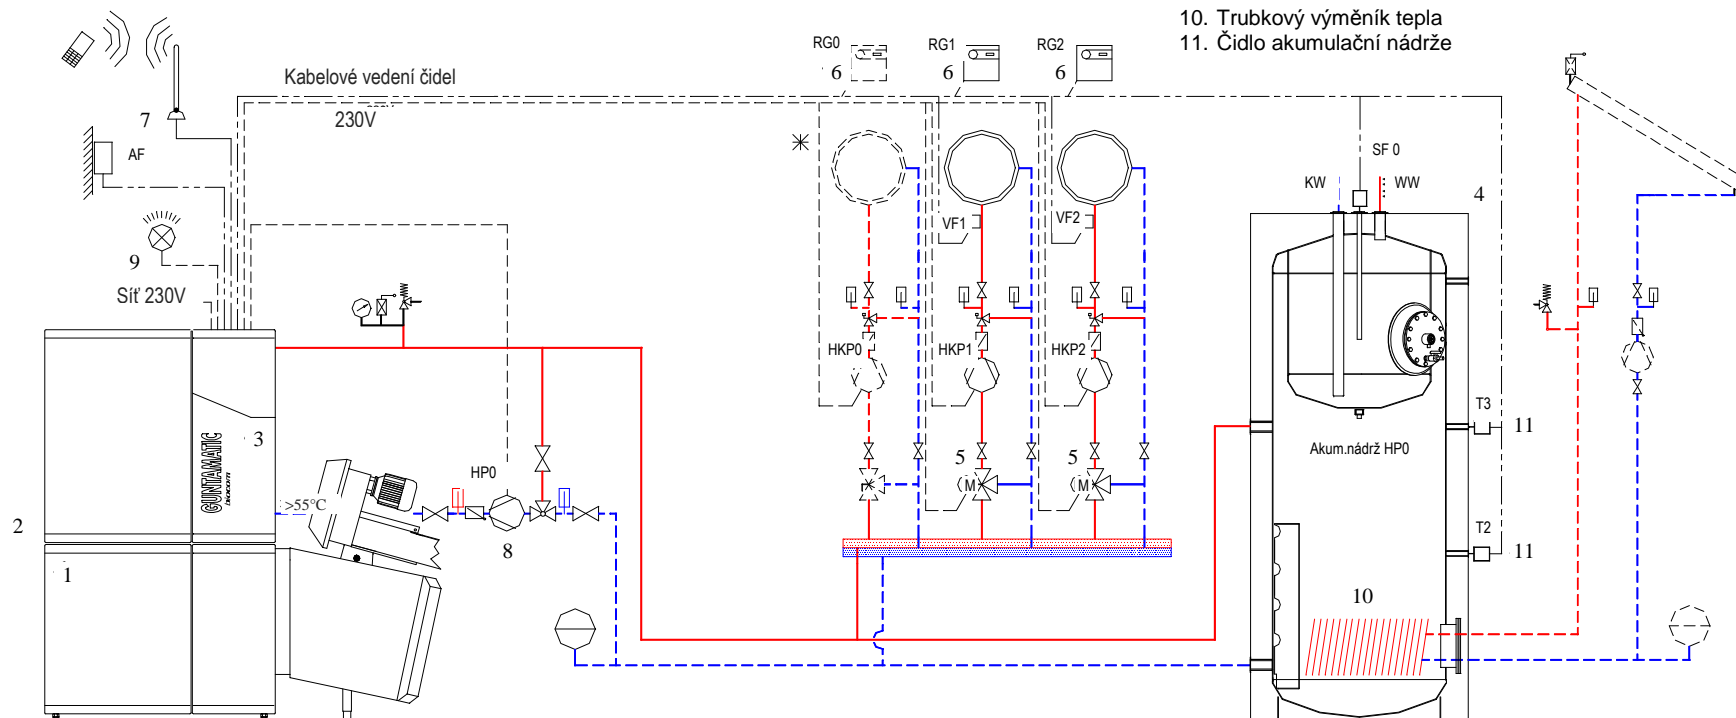 10. Trubkový výměník tepla
11. Čidlo akumulační nádrže
RG0
RG1
RG2
6
6
6
Kabelové vedení čidel
230V
7
AF
SF 0
KW
WW
4
VF1
VF2
9
Síť 230V
HKP0
HKP1
HKP2
3
GUNTAMATIC
T3
11
Akum.nádrž HP0
HP0
5
5
M
M
>55°C
2
8
T2
11
1
10